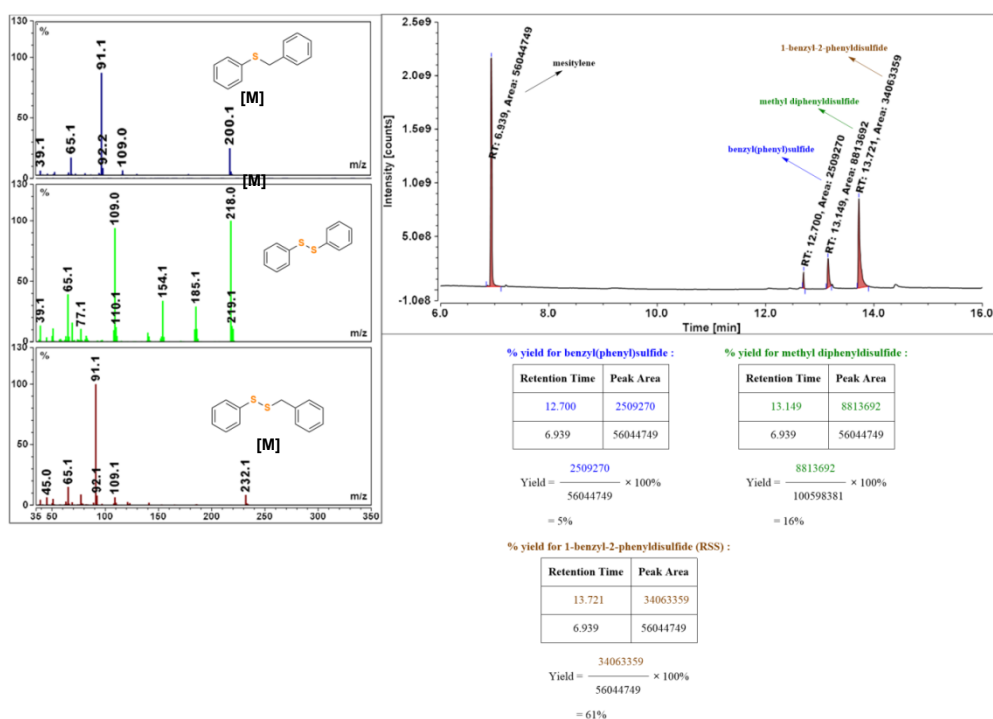 130
%
100
50
0
39.1
65.1
91.1
92.2
109.0
200.1
m/z
S
[M]
[M]
130
%
100
50
0
39.1
65.1
77.1
109.0
110.1
154.1
185.1
218.0
219.1
m/z
S
S
130
%
100
50
0
45.0
65.1
91.1
92.1
109.1
232.1
m/z
S
S
[M]
35 50 100 150 200 250 300 350
2.5e9
2.0e9
1.5e9
1.0e9
5.0e8
-1.0e8
Intensity [counts]
6.0 8.0 10.0 12.0 14.0 16.0
Time [min]
RT: 6.939, Area: 56044749
mesitylene
1-benzyl-2-phenyldisulfide
methyl diphenyldisulfide
benzyl(phenyl)sulfide
RT: 12.700, Area: 2509270
RT: 13.149, Area: 8813692
RT: 13.721, Area: 34063359
% yield for benzyl(phenyl)sulfide :
Retention Time Peak Area
12.700 2509270
6.939 56044749
2509270
Yield = × 100%
56044749
= 5%
% yield for methyl diphenyldisulfide :
Retention Time Peak Area
13.149 8813692
6.939 56044749
8813692
Yield = × 100%
100598381
= 16%
% yield for 1-benzyl-2-phenyldisulfide (RSS) :
Retention Time Peak Area
13.721 34063359
6.939 56044749
34063359
Yield = × 100%
56044749
= 61%